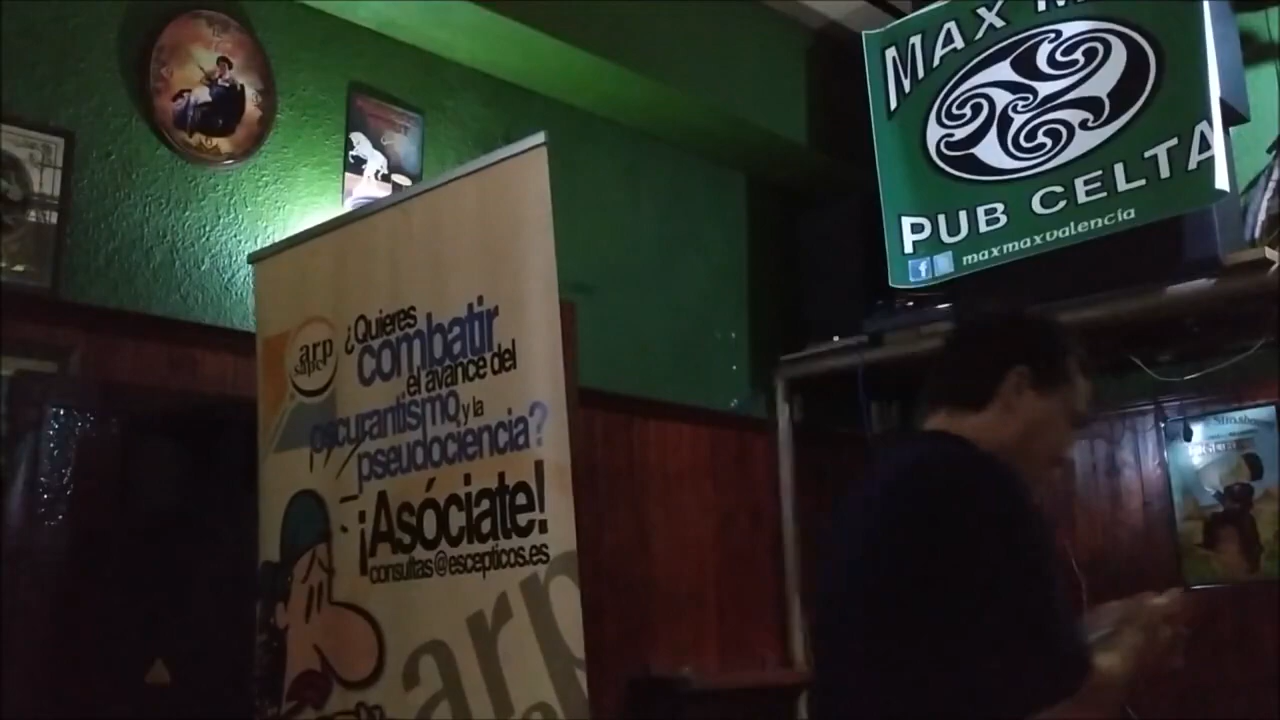 MAX M
PUB CELTA
maxmaxvalencia
arp
sapc
¿Quieres
combatir
el avance del
oscurantismo y la
pseudociencia?
¡Asóciate!
consultas@escepticos.es
arp